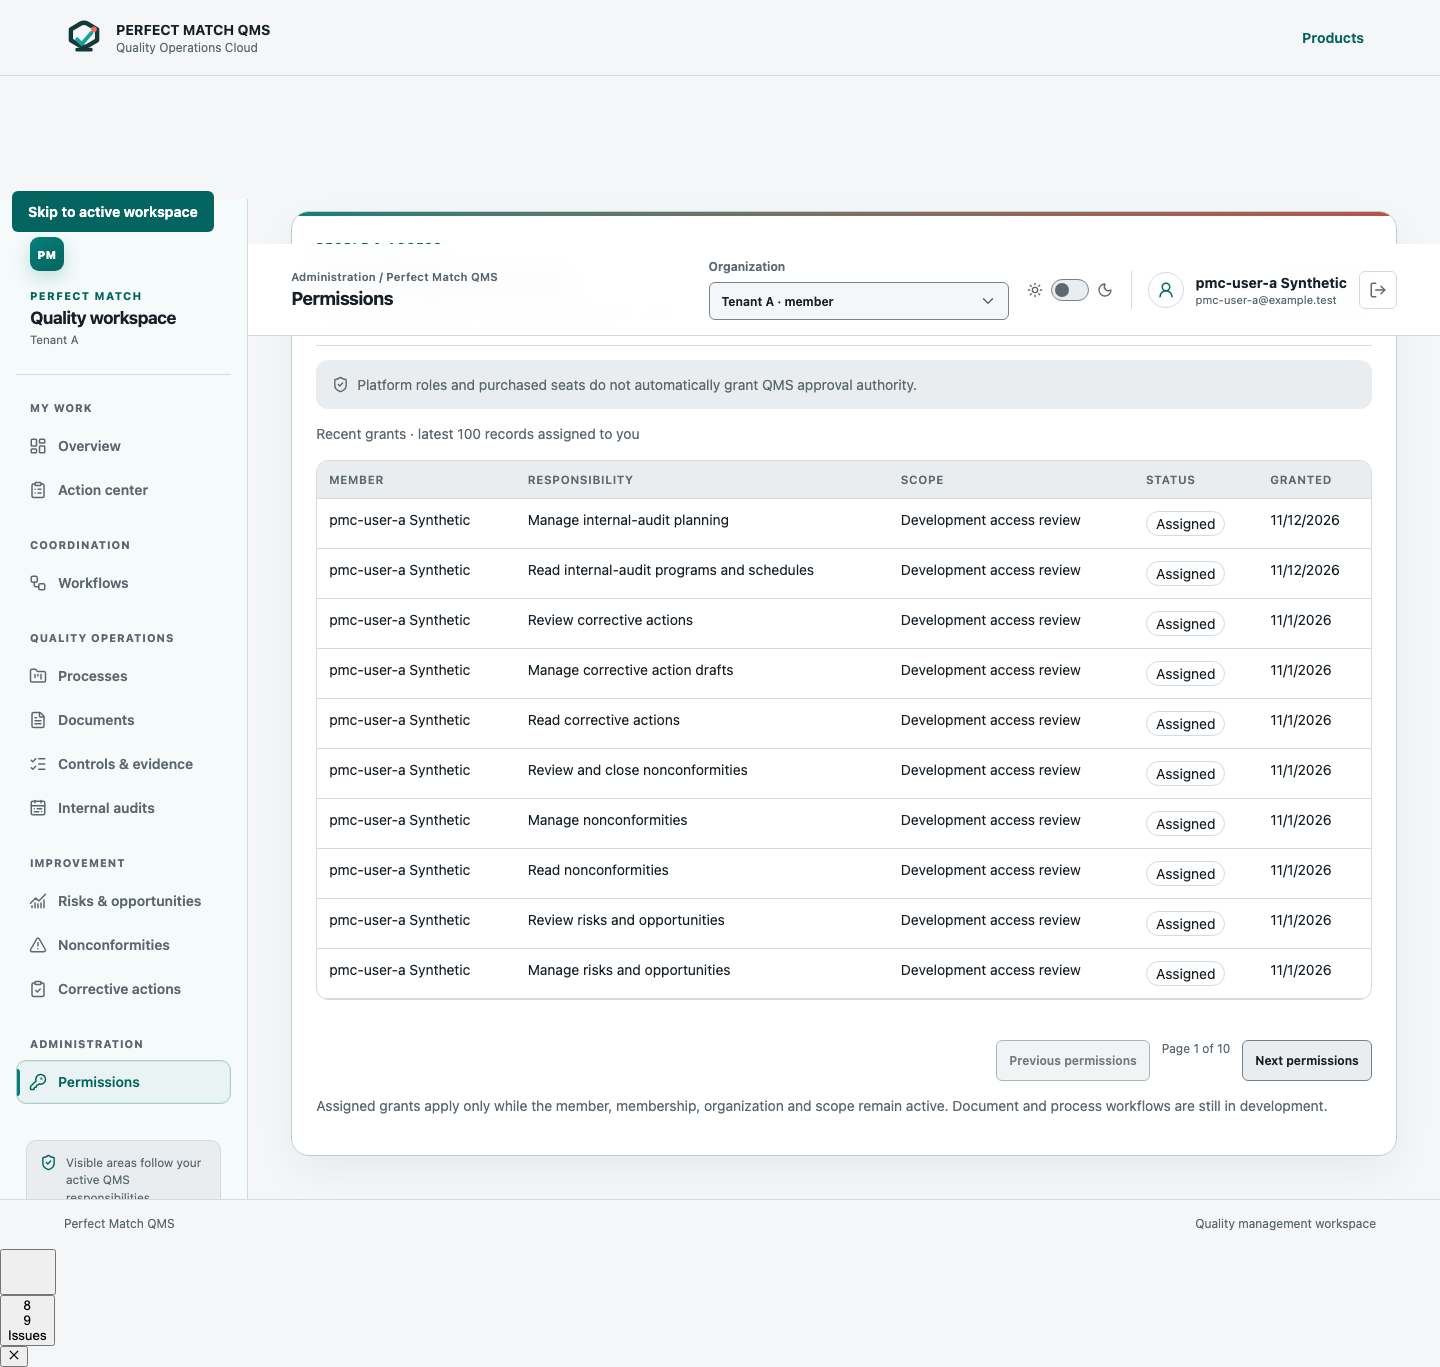 PERFECT MATCH QMS
Quality Operations Cloud
Products
Skip to active workspace
PM
PERFECT MATCH
Quality workspace
Tenant A
MY WORK
Overview
Action center
COORDINATION
Workflows
QUALITY OPERATIONS
Processes
Documents
Controls & evidence
Internal audits
IMPROVEMENT
Risks & opportunities
Nonconformities
Corrective actions
ADMINISTRATION
Permissions
Visible areas follow your
active QMS
responsibilities
Administration / Perfect Match QMS
Permissions
Organization
Tenant A · member
pmc-user-a Synthetic
pmc-user-a@example.test
Platform roles and purchased seats do not automatically grant QMS approval authority.
Recent grants · latest 100 records assigned to you
MEMBER RESPONSIBILITY SCOPE STATUS GRANTED
pmc-user-a Synthetic Manage internal-audit planning Development access review Assigned 11/12/2026
pmc-user-a Synthetic Read internal-audit programs and schedules Development access review Assigned 11/12/2026
pmc-user-a Synthetic Review corrective actions Development access review Assigned 11/1/2026
pmc-user-a Synthetic Manage corrective action drafts Development access review Assigned 11/1/2026
pmc-user-a Synthetic Read corrective actions Development access review Assigned 11/1/2026
pmc-user-a Synthetic Review and close nonconformities Development access review Assigned 11/1/2026
pmc-user-a Synthetic Manage nonconformities Development access review Assigned 11/1/2026
pmc-user-a Synthetic Read nonconformities Development access review Assigned 11/1/2026
pmc-user-a Synthetic Review risks and opportunities Development access review Assigned 11/1/2026
pmc-user-a Synthetic Manage risks and opportunities Development access review Assigned 11/1/2026
Previous permissions Page 1 of 10 Next permissions
Assigned grants apply only while the member, membership, organization and scope remain active. Document and process workflows are still in development.
Perfect Match QMS
Quality management workspace
8
9
Issues